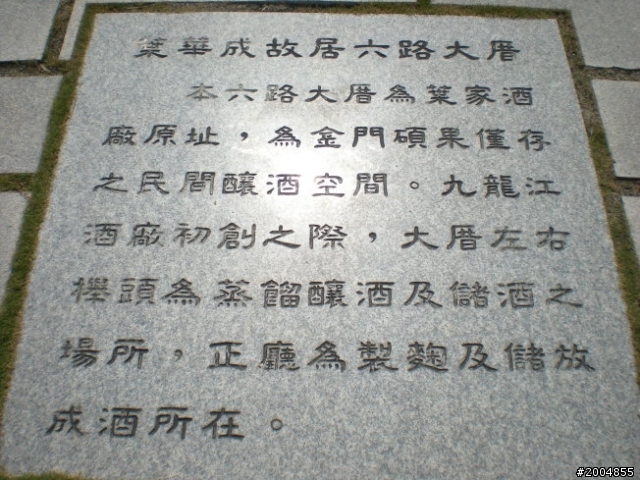 葉華成故居六路大厝
本六路大厝為葉家酒
廠原址，為金門碩果僅存
之民間釀酒空間。九龍江
酒廠初創之際，大厝左右
櫸頭為蒸餾釀酒及儲酒之
場所，正廳為製麴及儲放
成酒所在。
#2004855